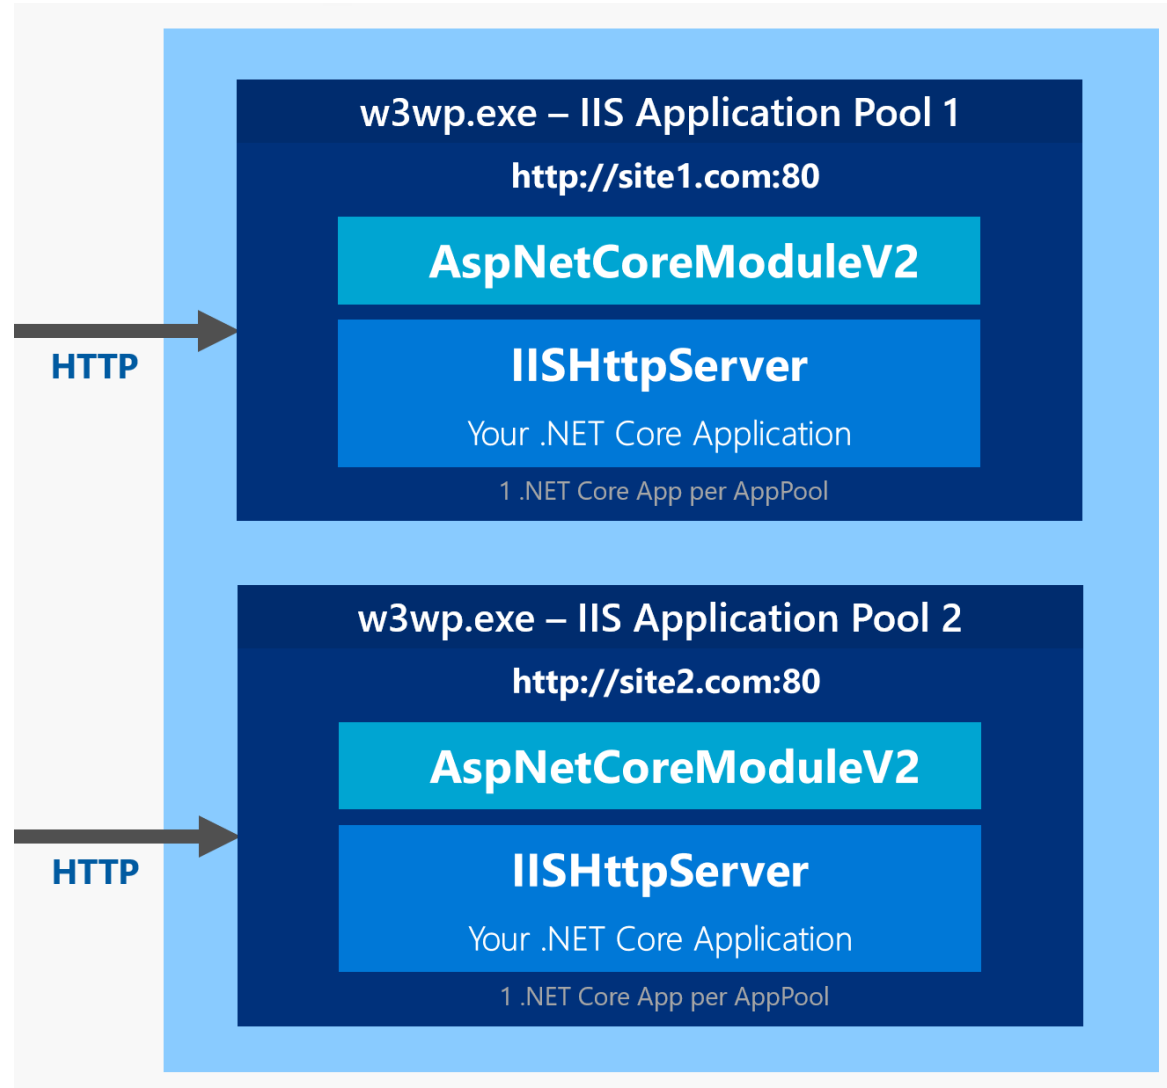 w3wp.exe – IIS Application Pool 1
http://site1.com:80
AspNetCoreModuleV2
HTTP
IISHttpServer
Your .NET Core Application
1 .NET Core App per AppPool
w3wp.exe – IIS Application Pool 2
http://site2.com:80
AspNetCoreModuleV2
HTTP
IISHttpServer
Your .NET Core Application
1 .NET Core App per AppPool